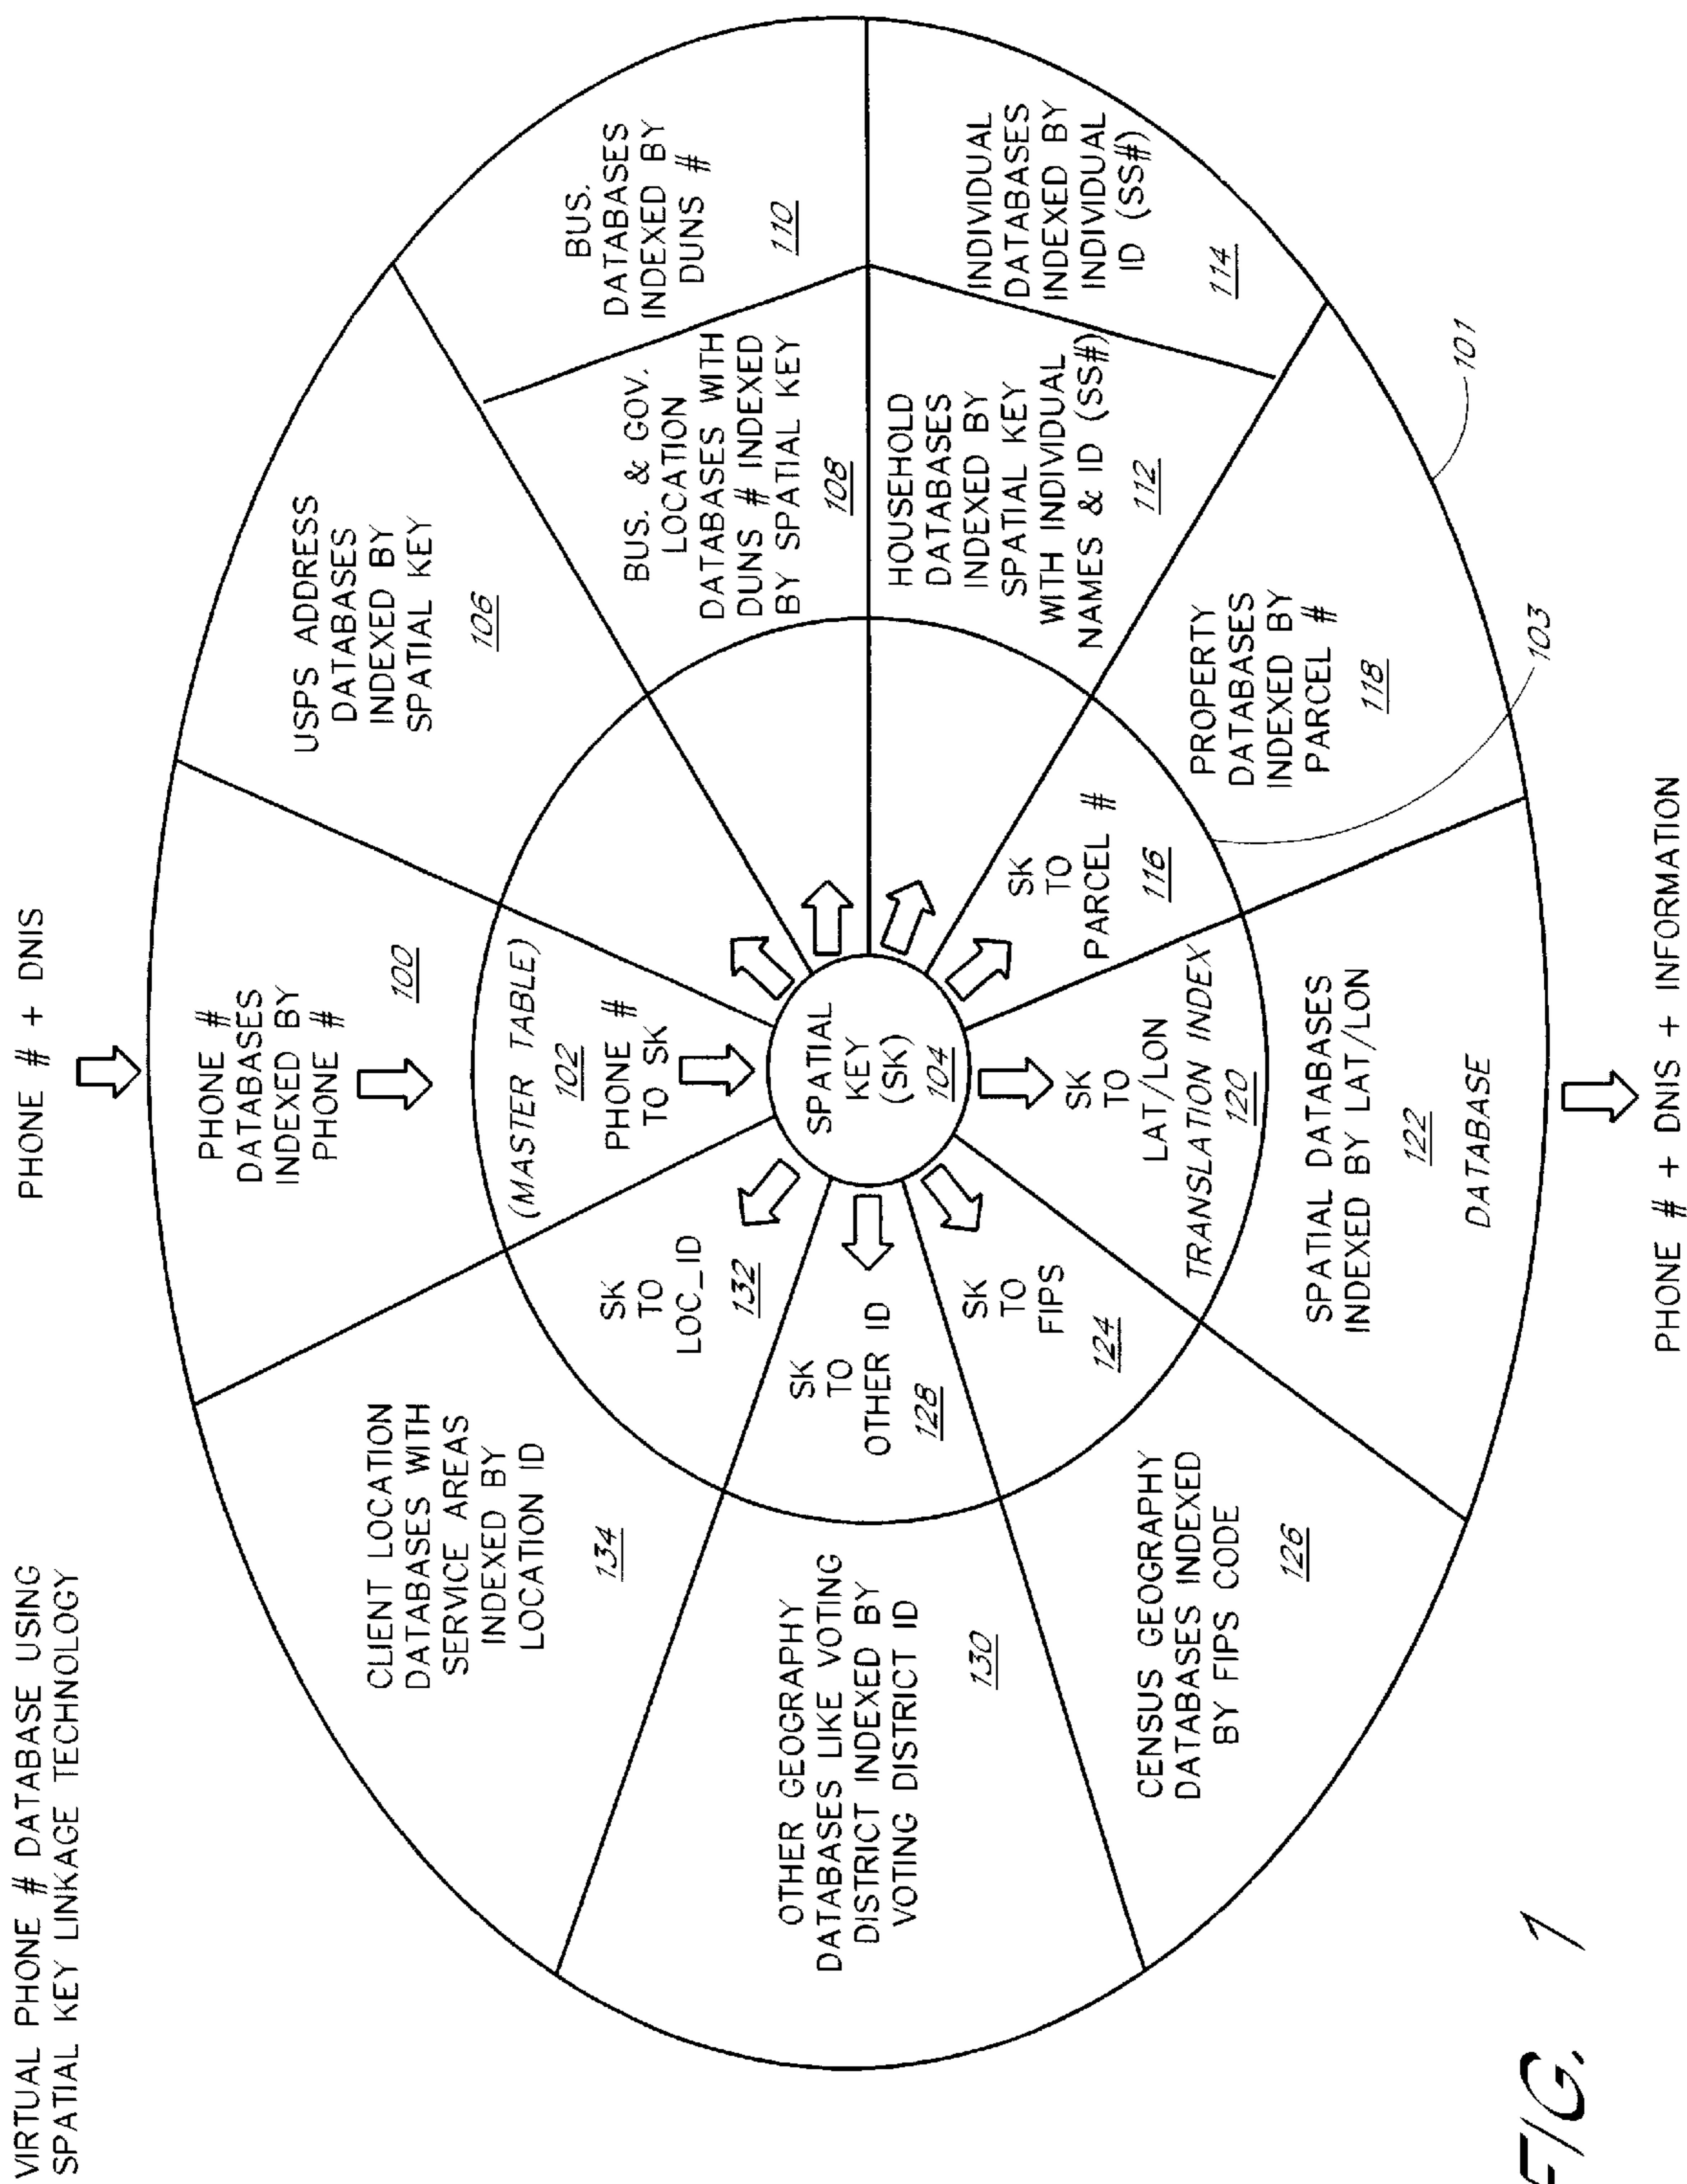 VIRTUAL PHONE # DATABASE USING
SPATIAL KEY LINKAGE TECHNOLOGY
PHONE # + DNIS
PHONE #
DATABASES
INDEXED BY
PHONE #
100
(MASTER TABLE)
102
PHONE #
TO SK
SPATIAL
KEY
(SK)
104
USPS ADDRESS
DATABASES
INDEXED BY
SPATIAL KEY
106
BUS. & GOV.
LOCATION
DATABASES WITH
DUNS # INDEXED
BY SPATIAL KEY
108
BUS.
DATABASES
INDEXED BY
DUNS #
110
HOUSEHOLD
DATABASES
INDEXED BY
SPATIAL KEY
WITH INDIVIDUAL
NAMES & ID (SS#)
112
INDIVIDUAL
DATABASES
INDEXED BY
INDIVIDUAL
ID (SS#)
114
SK
TO
PARCEL #
116
PROPERTY
DATABASES
INDEXED BY
PARCEL #
118
SK
TO
LAT/LON
TRANSLATION INDEX
120
SPATIAL DATABASES
INDEXED BY LAT/LON
122
DATABASE
SK
TO
FIPS
124
CENSUS GEOGRAPHY
DATABASES INDEXED
BY FIPS CODE
126
SK
TO
OTHER ID
128
OTHER GEOGRAPHY
DATABASES LIKE VOTING
DISTRICT INDEXED BY
VOTING DISTRICT ID
130
SK
TO
LOC_ID
132
CLIENT LOCATION
DATABASES WITH
SERVICE AREAS
INDEXED BY
LOCATION ID
134
101
103
PHONE # + DNIS + INFORMATION
FIG. 1